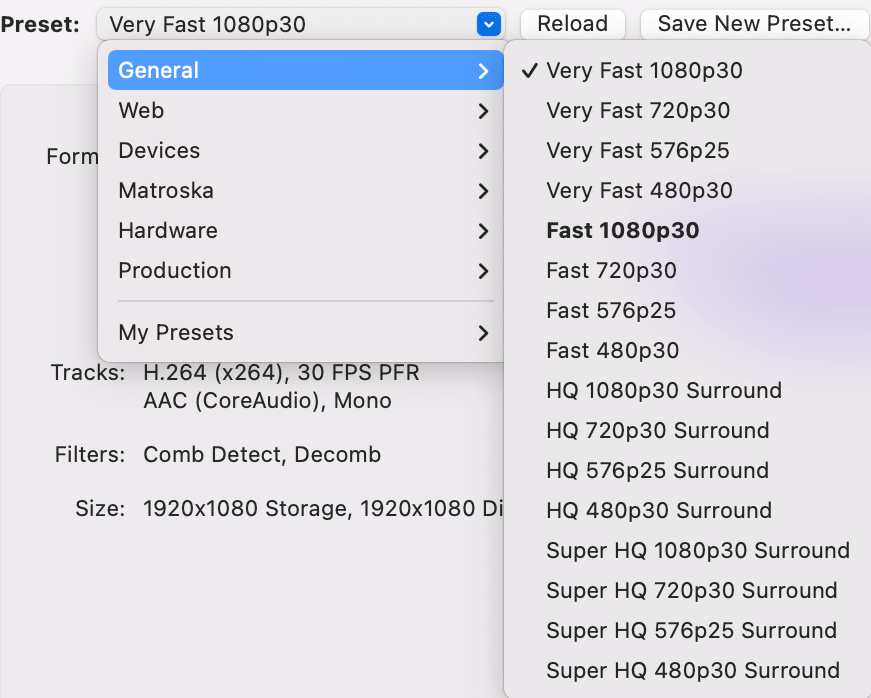 Preset: Very Fast 1080p30 Reload Save New Preset...
General
Web
Devices
Matroska
Hardware
Production
My Presets
Very Fast 1080p30
Very Fast 720p30
Very Fast 576p25
Very Fast 480p30
Fast 1080p30
Fast 720p30
Fast 576p25
Fast 480p30
HQ 1080p30 Surround
HQ 720p30 Surround
HQ 576p25 Surround
HQ 480p30 Surround
Super HQ 1080p30 Surround
Super HQ 720p30 Surround
Super HQ 576p25 Surround
Super HQ 480p30 Surround
Form
Tracks: H.264 (x264), 30 FPS PFR
AAC (CoreAudio), Mono
Filters: Comb Detect, Decomb
Size: 1920x1080 Storage, 1920x1080 Di